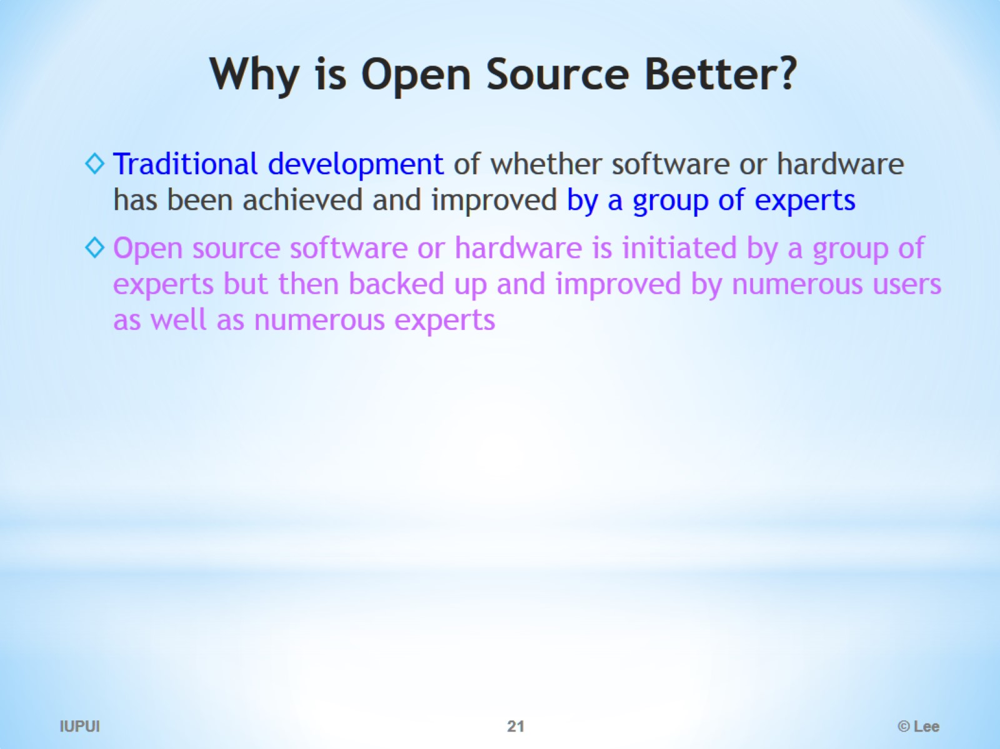 Why is Open Source Better?
◇ Traditional development of whether software or hardware
has been achieved and improved by a group of experts
◇ Open source software or hardware is initiated by a group of
experts but then backed up and improved by numerous users
as well as numerous experts
IUPUI 21 © Lee